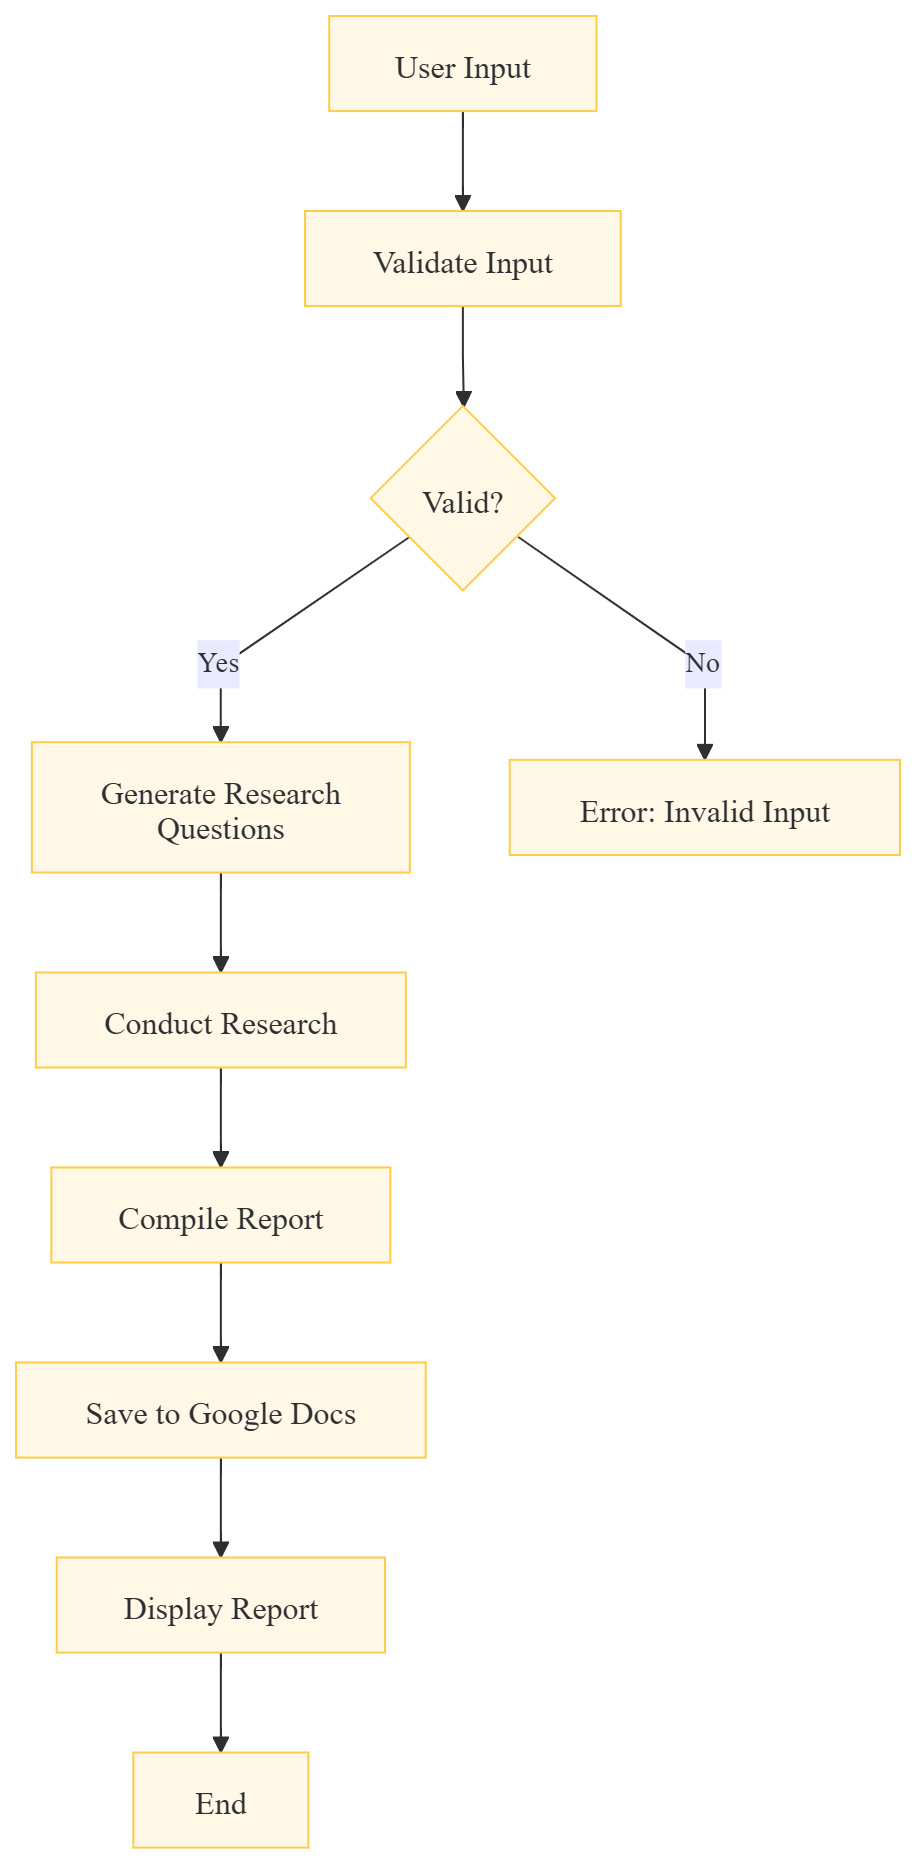 User Input
Validate Input
Valid?
Yes
No
Generate Research
Questions
Error: Invalid Input
Conduct Research
Compile Report
Save to Google Docs
Display Report
End